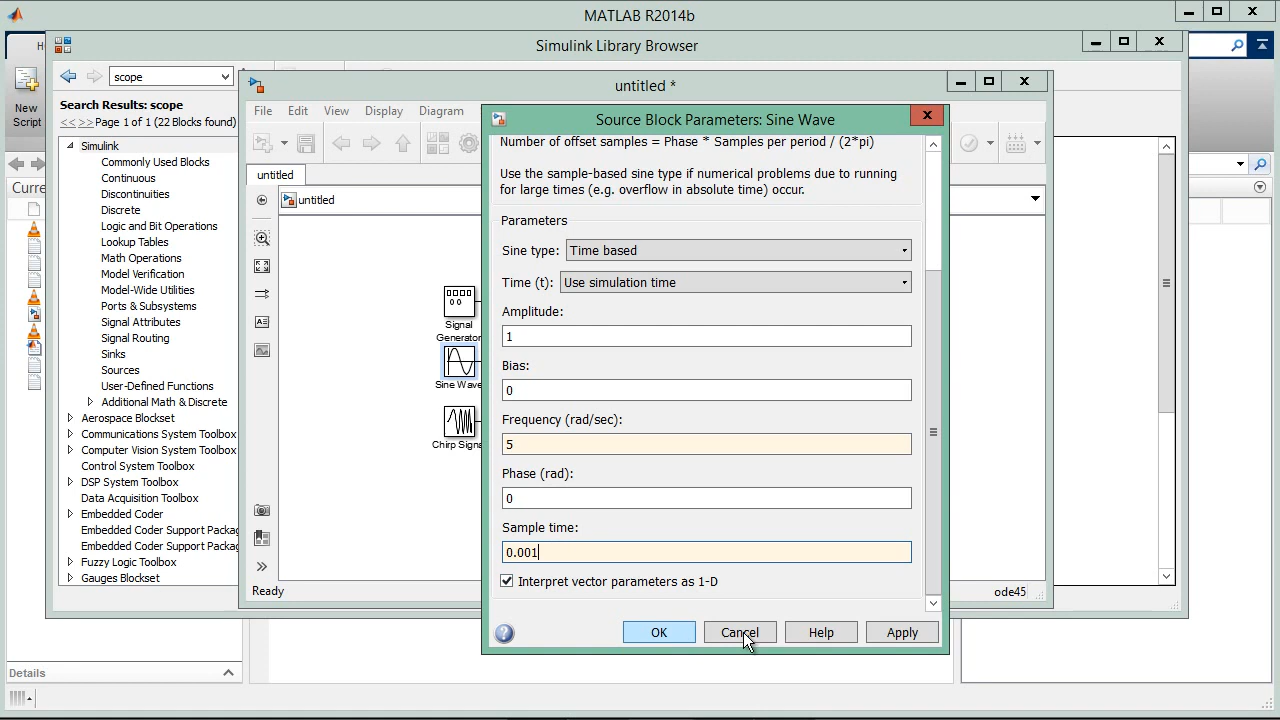 MATLAB R2014b
Simulink Library Browser
New
Script
scope
Search Results: scope
<< >> Page 1 of 1 (22 Blocks found)
Simulink
Commonly Used Blocks
Continuous
Discontinuities
Discrete
Logic and Bit Operations
Lookup Tables
Math Operations
Model Verification
Model-Wide Utilities
Ports & Subsystems
Signal Attributes
Signal Routing
Sinks
Sources
User-Defined Functions
Additional Math & Discrete
Aerospace Blockset
Communications System Toolbox
Computer Vision System Toolbox
Control System Toolbox
DSP System Toolbox
Data Acquisition Toolbox
Embedded Coder
Embedded Coder Support Packag
Embedded Coder Support Packag
Fuzzy Logic Toolbox
Gauges Blockset
Curre
Details
untitled *
File Edit View Display Diagram
untitled
untitled
Signal
Generator
Sine Wave
Chirp Signa
Ready
ode45
Source Block Parameters: Sine Wave
Number of offset samples = Phase * Samples per period / (2*pi)
Use the sample-based sine type if numerical problems due to running
for large times (e.g. overflow in absolute time) occur.
Parameters
Sine type: Time based
Time (t): Use simulation time
Amplitude:
1
Bias:
0
Frequency (rad/sec):
5
Phase (rad):
0
Sample time:
0.001
Interpret vector parameters as 1-D
OK Cancel Help Apply